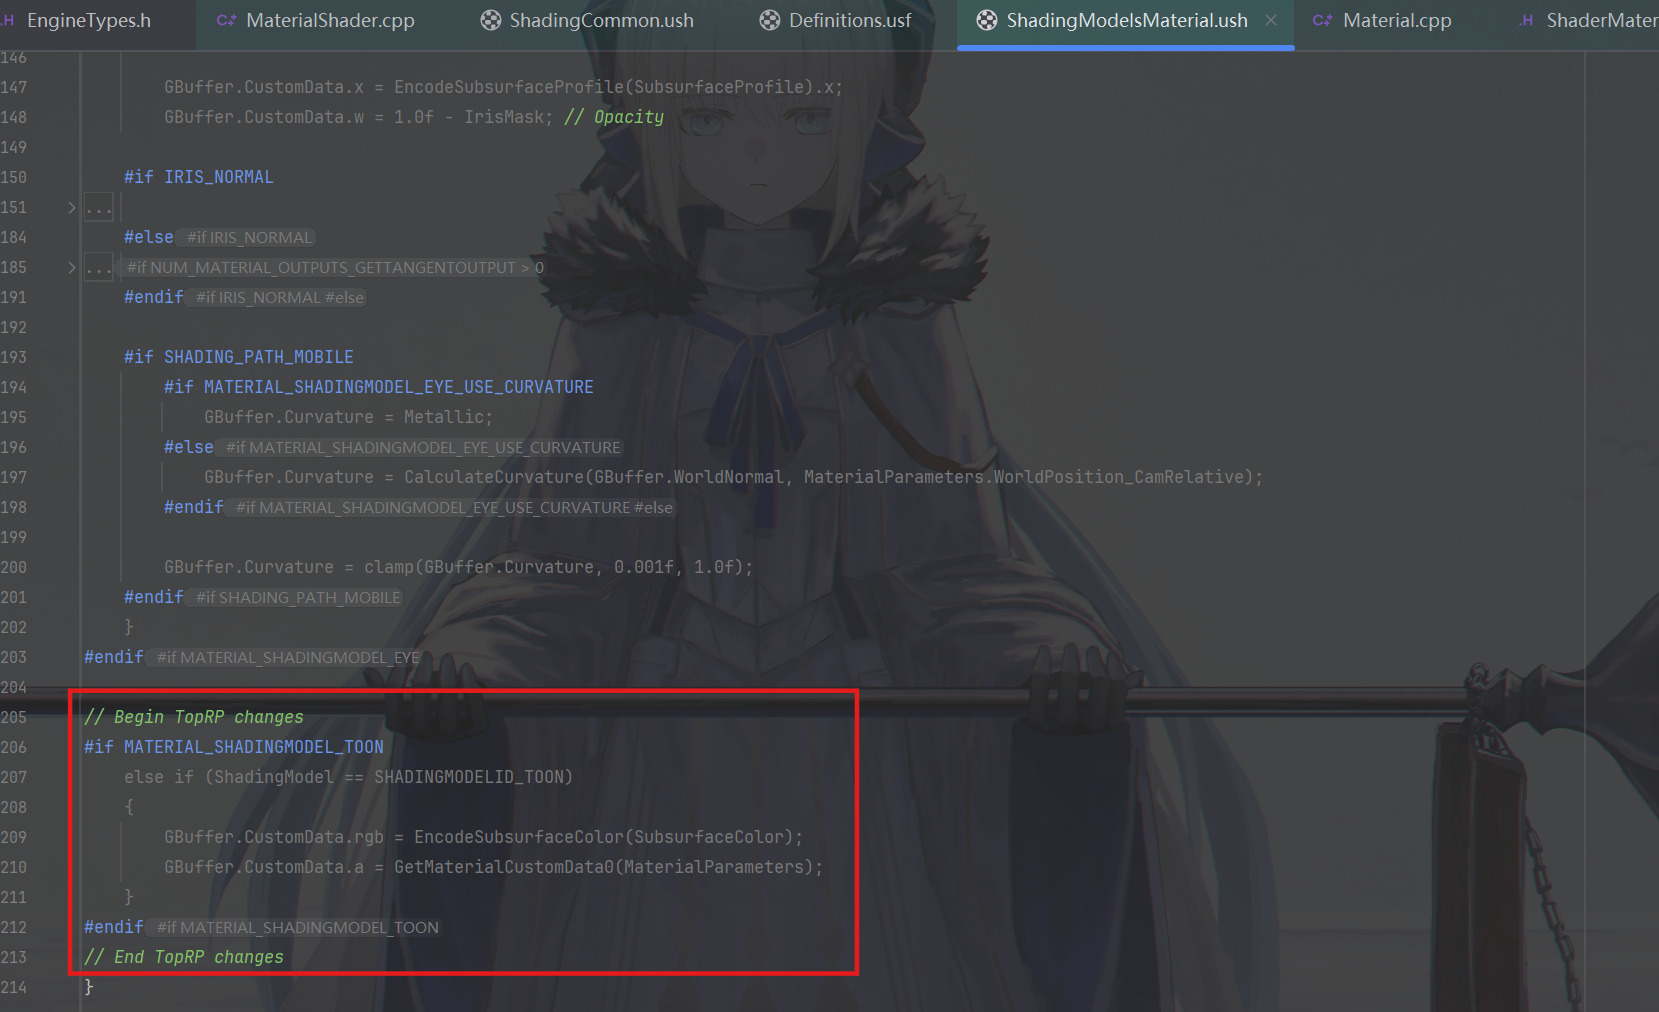 .H EngineTypes.h C++ MaterialShader.cpp ShadingCommon.ush Definitions.usf ShadingModelsMaterial.ush × C++ Material.cpp .H ShaderMater
146
147 GBuffer.CustomData.x = EncodeSubsurfaceProfile(SubsurfaceProfile).x;
148 GBuffer.CustomData.w = 1.0f - IrisMask; // Opacity
149
150 #if IRIS_NORMAL
151 ...
184 #else #if IRIS_NORMAL
185 ... #if NUM_MATERIAL_OUTPUTS_GETTANGENTOUTPUT > 0
191 #endif #if IRIS_NORMAL #else
192
193 #if SHADING_PATH_MOBILE
194 #if MATERIAL_SHADINGMODEL_EYE_USE_CURVATURE
195 GBuffer.Curvature = Metallic;
196 #else #if MATERIAL_SHADINGMODEL_EYE_USE_CURVATURE
197 GBuffer.Curvature = CalculateCurvature(GBuffer.WorldNormal, MaterialParameters.WorldPosition_CamRelative);
198 #endif #if MATERIAL_SHADINGMODEL_EYE_USE_CURVATURE #else
199
200 GBuffer.Curvature = clamp(GBuffer.Curvature, 0.001f, 1.0f);
201 #endif #if SHADING_PATH_MOBILE
202 }
203 #endif #if MATERIAL_SHADINGMODEL_EYE
204
205 // Begin TopRP changes
206 #if MATERIAL_SHADINGMODEL_TOON
207 else if (ShadingModel == SHADINGMODELID_TOON)
208 {
209 GBuffer.CustomData.rgb = EncodeSubsurfaceColor(SubsurfaceColor);
210 GBuffer.CustomData.a = GetMaterialCustomData0(MaterialParameters);
211 }
212 #endif #if MATERIAL_SHADINGMODEL_TOON
213 // End TopRP changes
214 }